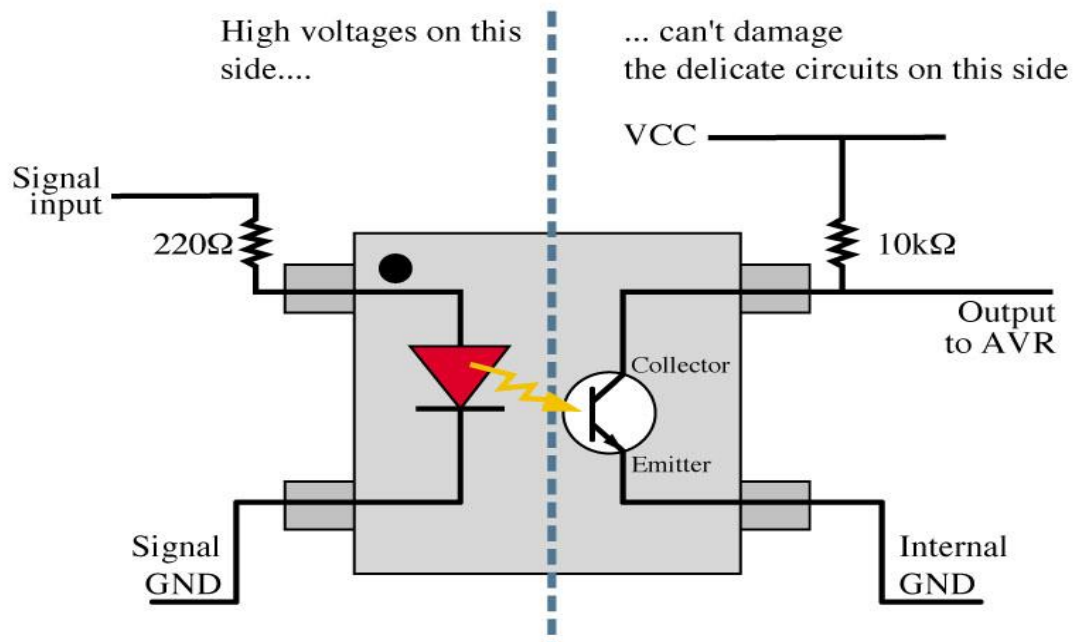 High voltages on this
side....
... can't damage
the delicate circuits on this side
VCC
Signal
input
220Ω
10kΩ
Output
to AVR
Collector
Emitter
Signal
GND
Internal
GND